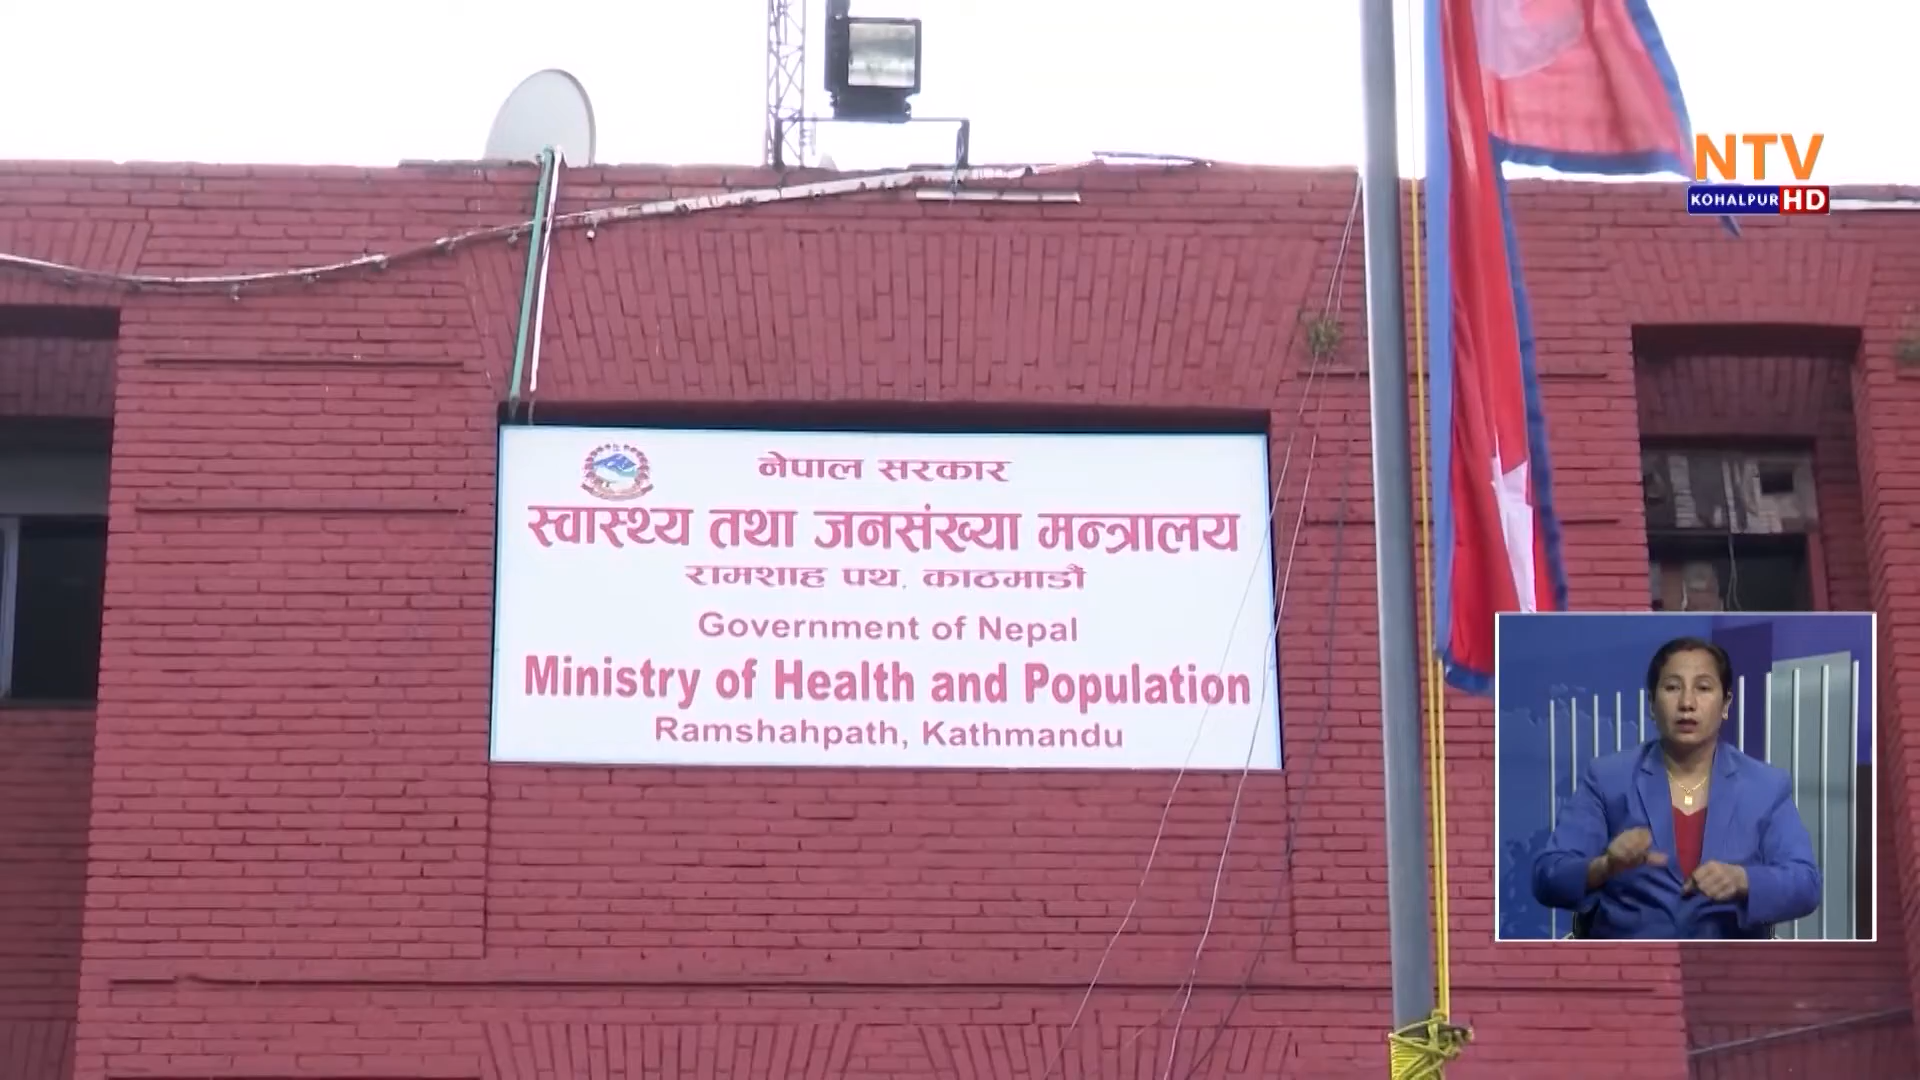 NTV
KOHALPUR HD
नेपाल सरकार
स्वास्थ्य तथा जनसंख्या मन्त्रालय
रामशाह पथ, काठमाडौं
Government of Nepal
Ministry of Health and Population
Ramshahpath, Kathmandu